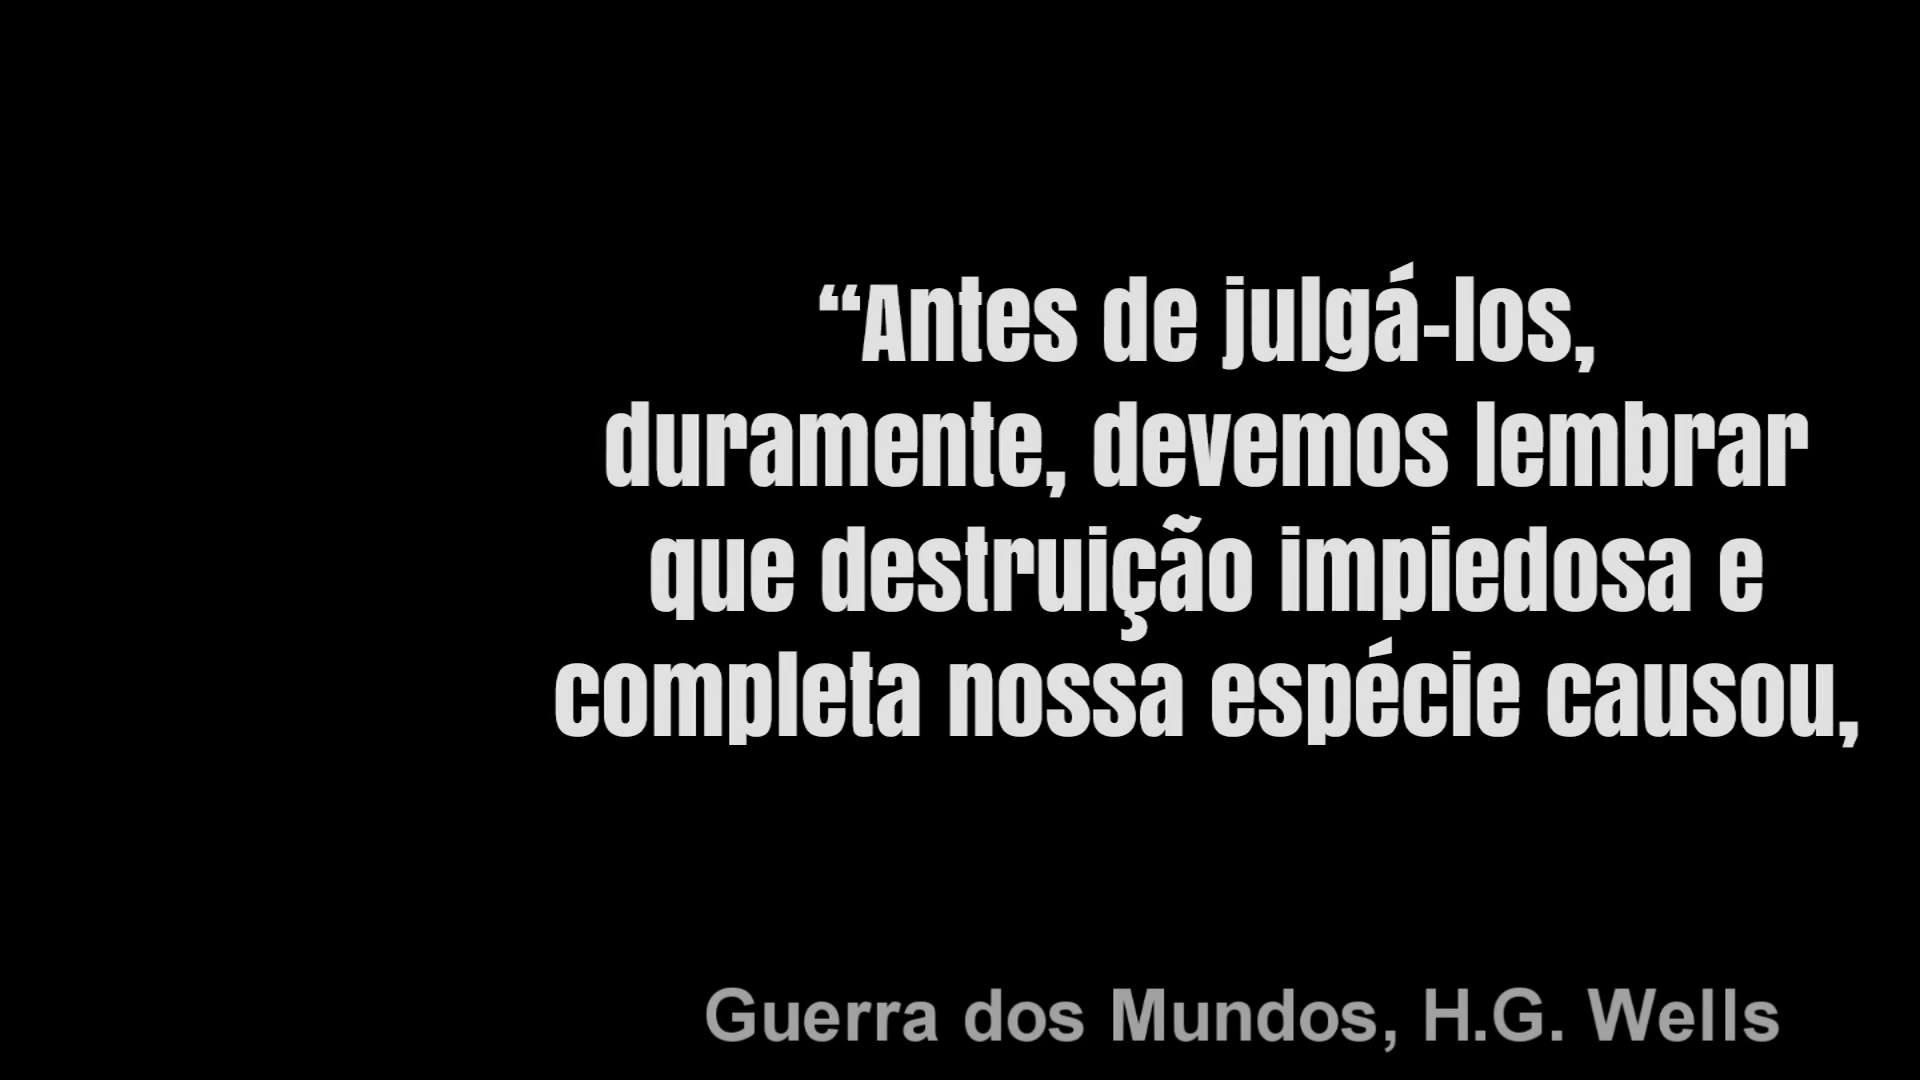 “Antes de julgá-los,
duramente, devemos lembrar
que destruição impiedosa e
completa nossa espécie causou,
Guerra dos Mundos, H.G. Wells